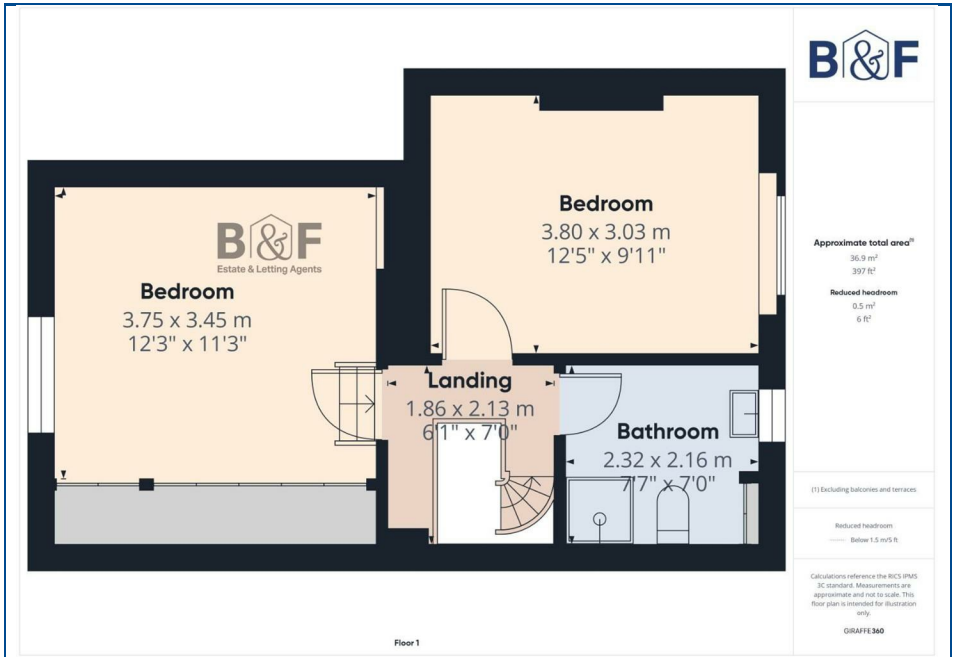 B&F
Bedroom
3.80 x 3.03 m
12'5" x 9'11"
B&F
Estate & Letting Agents
Bedroom
3.75 x 3.45 m
12'3" x 11'3"
Landing
1.86 x 2.13 m
6'1" x 7'0"
Bathroom
2.32 x 2.16 m
7'7" x 7'0"
Floor 1
Approximate total area⁽¹⁾
36.9 m²
397 ft²
Reduced headroom
0.5 m²
6 ft²
(1) Excluding balconies and terraces
Reduced headroom
Below 1.5 m/5 ft
Calculations reference the RICS IPMS
3C standard. Measurements are
approximate and not to scale. This
floor plan is intended for illustration
only.
GIRAFFE360